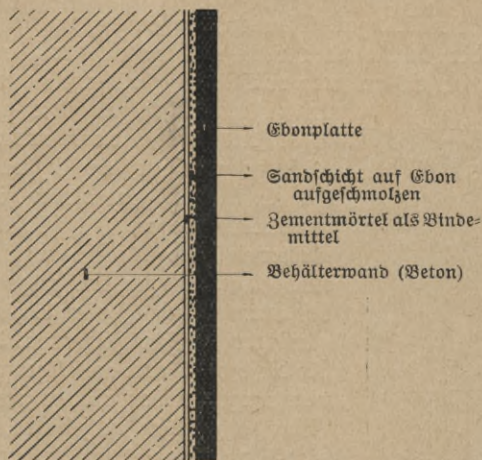 Ebonplatte
Sandschicht auf Ebon
aufgeschmolzen
Zementmörtel als Binde=
mittel
Behälterwand (Beton)